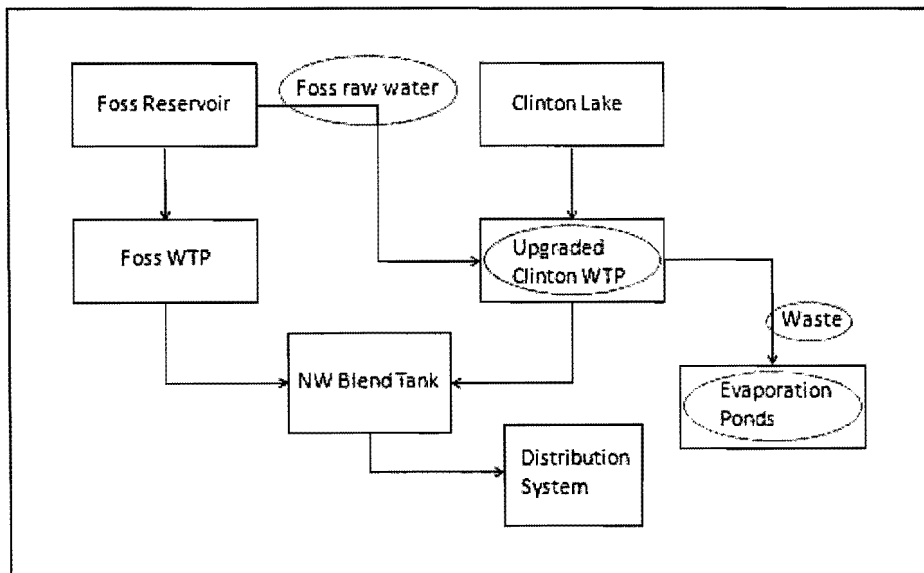 Foss Reservoir
Foss raw water
Clinton Lake
Foss WTP
Upgraded
Clinton WTP
Waste
NW Blend Tank
Evaporation
Ponds
Distribution
System